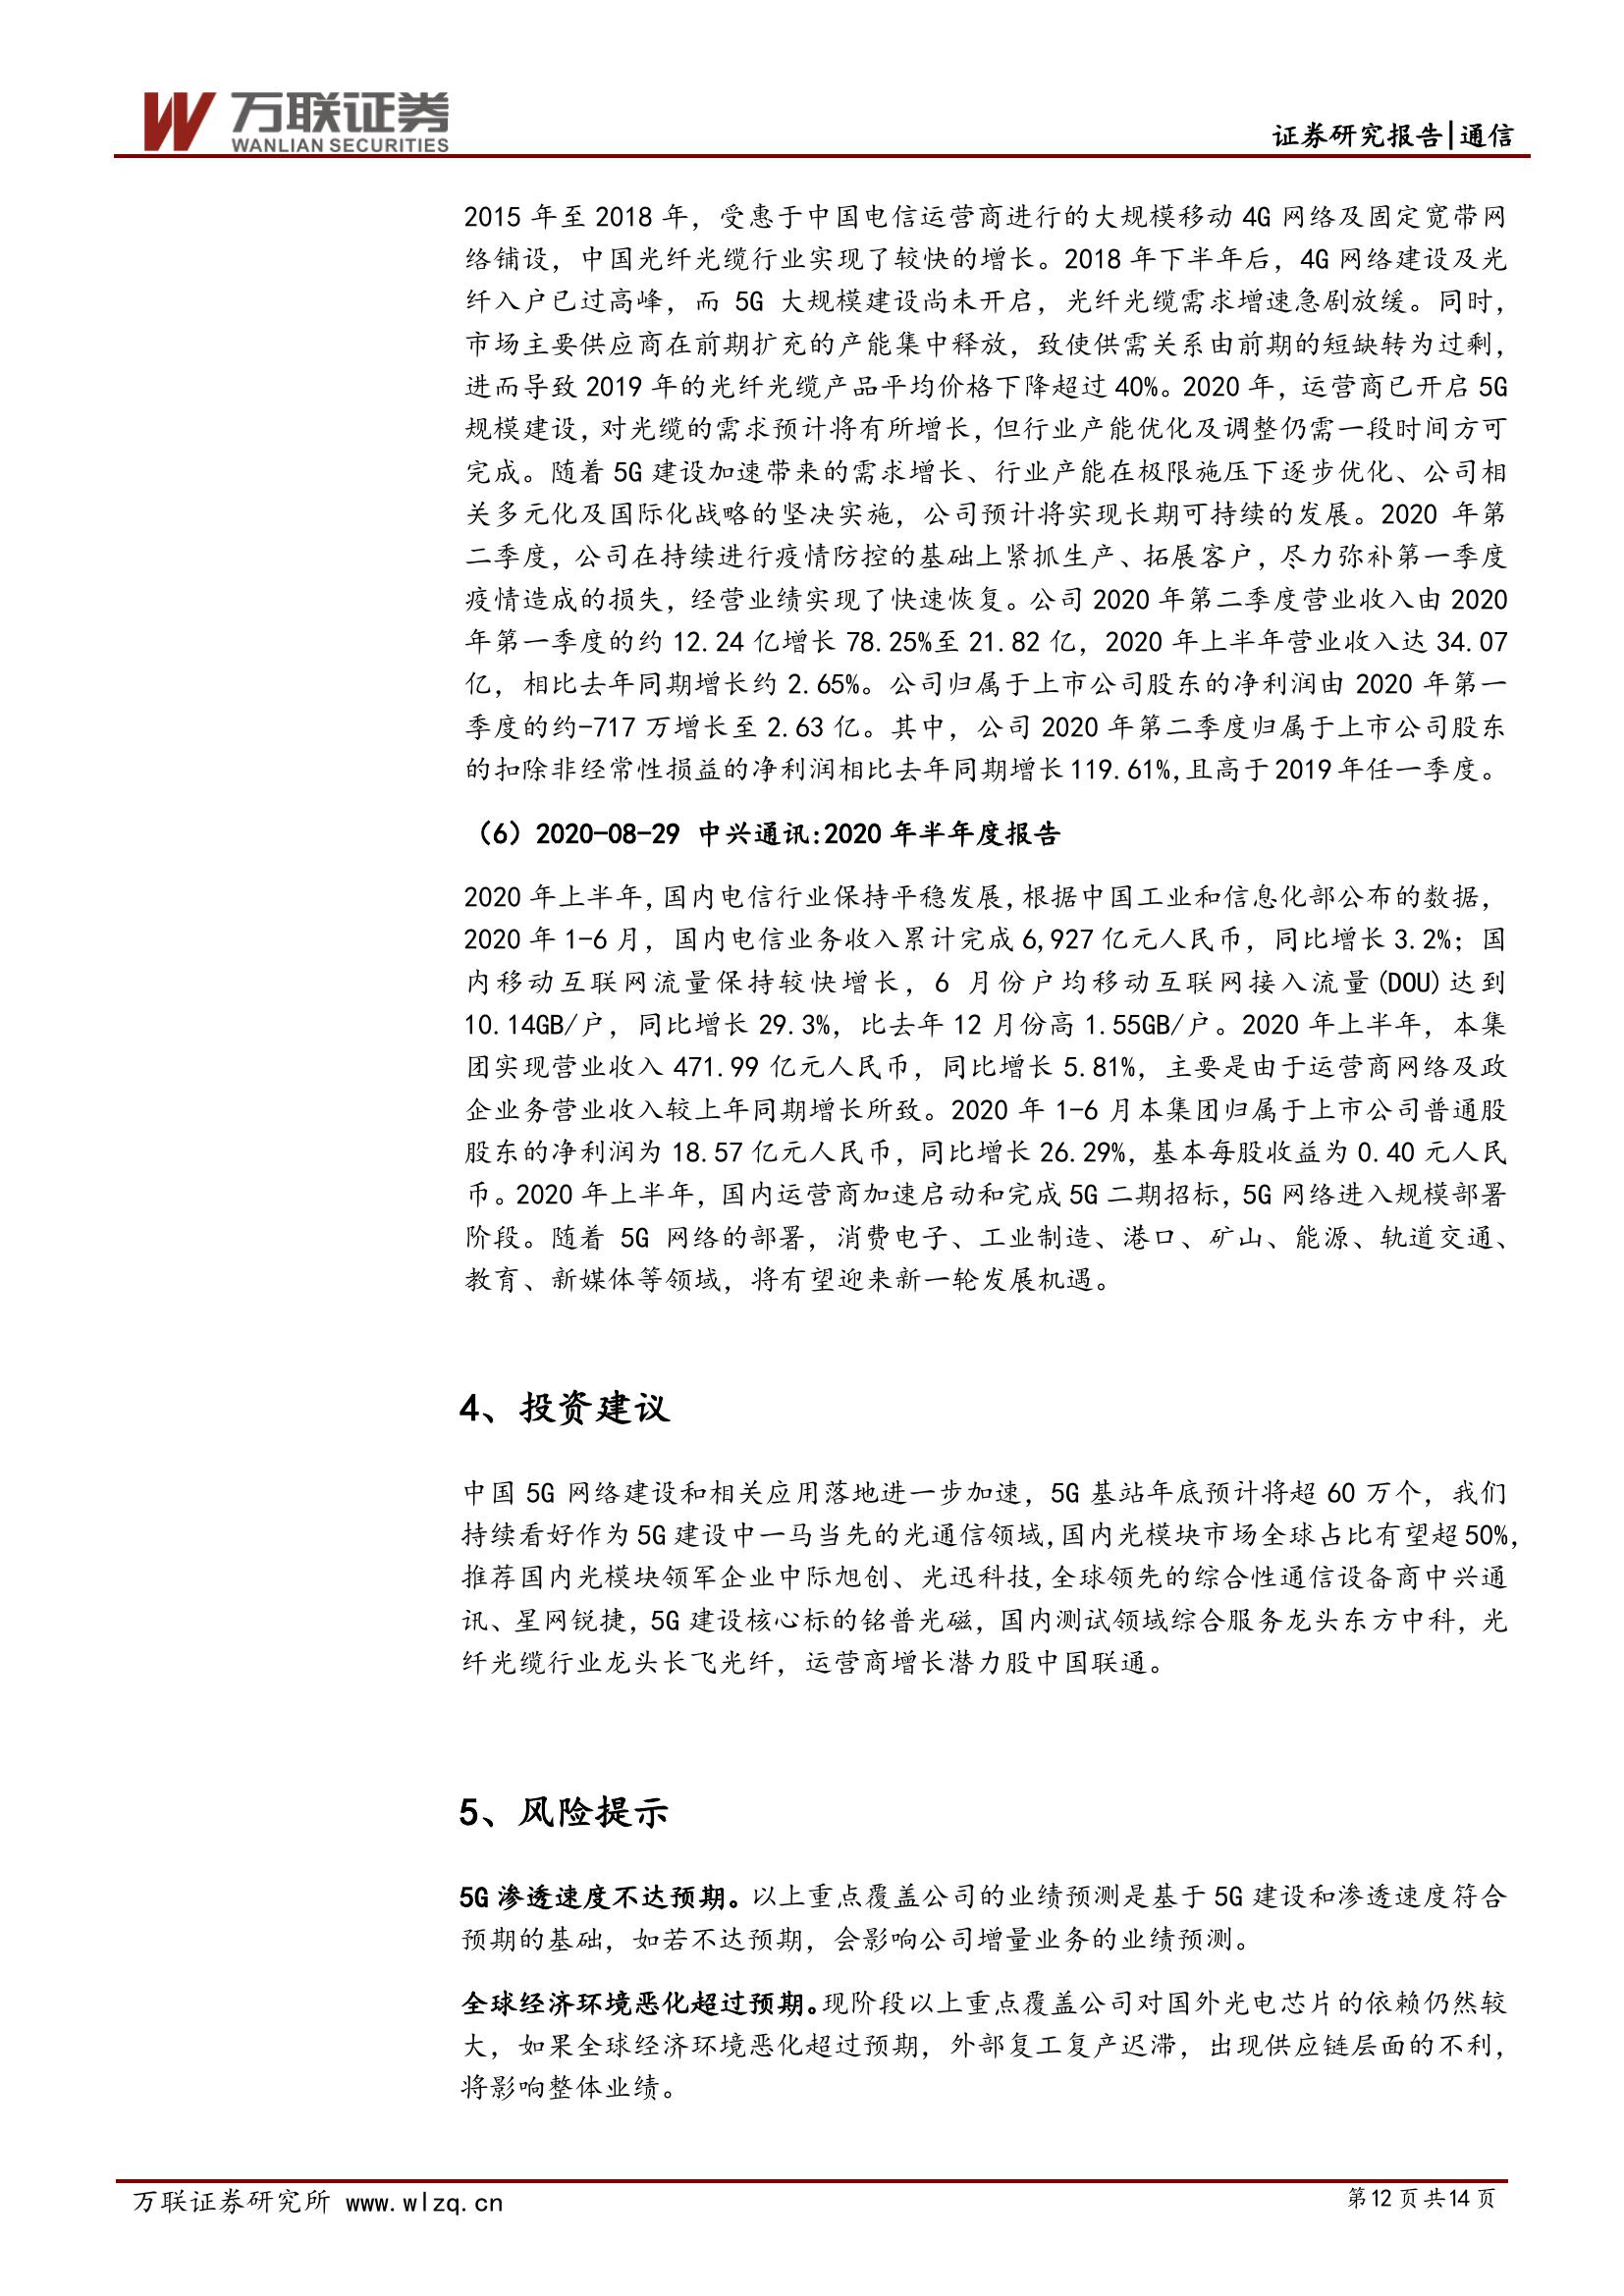 万联证券
WANLIAN SECURITIES
证券研究报告|通信
2015 年至 2018 年，受惠于中国电信运营商进行的大规模移动 4G 网络及固定宽带网
络铺设，中国光纤光缆行业实现了较快的增长。2018 年下半年后，4G 网络建设及光
纤入户已过高峰，而 5G 大规模建设尚未开启，光纤光缆需求增速急剧放缓。同时，
市场主要供应商在前期扩充的产能集中释放，致使供需关系由前期的短缺转为过剩，
进而导致 2019 年的光纤光缆产品平均价格下降超过 40%。2020 年，运营商已开启 5G
规模建设,对光缆的需求预计将有所增长,但行业产能优化及调整仍需一段时间方可
完成。随着 5G 建设加速带来的需求增长、行业产能在极限施压下逐步优化、公司相
关多元化及国际化战略的坚决实施，公司预计将实现长期可持续的发展。2020 年第
二季度，公司在持续进行疫情防控的基础上紧抓生产、拓展客户，尽力弥补第一季度
疫情造成的损失，经营业绩实现了快速恢复。公司 2020 年第二季度营业收入由 2020
年第一季度的约 12.24 亿增长 78.25%至 21.82 亿，2020 年上半年营业收入达 34.07
亿，相比去年同期增长约 2.65%。公司归属于上市公司股东的净利润由 2020 年第一
季度的约-717 万增长至 2.63 亿。其中，公司 2020 年第二季度归属于上市公司股东
的扣除非经常性损益的净利润相比去年同期增长 119.61%,且高于 2019 年任一季度。
（6）2020-08-29 中兴通讯:2020 年半年度报告
2020 年上半年,国内电信行业保持平稳发展,根据中国工业和信息化部公布的数据，
2020 年 1-6 月，国内电信业务收入累计完成 6,927 亿元人民币，同比增长 3.2%；国
内移动互联网流量保持较快增长，6 月份户均移动互联网接入流量(DOU)达到
10.14GB/户，同比增长 29.3%，比去年 12 月份高 1.55GB/户。2020 年上半年，本集
团实现营业收入 471.99 亿元人民币，同比增长 5.81%，主要是由于运营商网络及政
企业务营业收入较上年同期增长所致。2020 年 1-6 月本集团归属于上市公司普通股
股东的净利润为 18.57 亿元人民币，同比增长 26.29%，基本每股收益为 0.40 元人民
币。2020 年上半年，国内运营商加速启动和完成 5G 二期招标，5G 网络进入规模部署
阶段。随着 5G 网络的部署，消费电子、工业制造、港口、矿山、能源、轨道交通、
教育、新媒体等领域，将有望迎来新一轮发展机遇。
4、投资建议
中国 5G 网络建设和相关应用落地进一步加速，5G 基站年底预计将超 60 万个，我们
持续看好作为 5G 建设中一马当先的光通信领域,国内光模块市场全球占比有望超 50%，
推荐国内光模块领军企业中际旭创、光迅科技,全球领先的综合性通信设备商中兴通
讯、星网锐捷，5G 建设核心标的铭普光磁，国内测试领域综合服务龙头东方中科，光
纤光缆行业龙头长飞光纤，运营商增长潜力股中国联通。
5、风险提示
5G 渗透速度不达预期。以上重点覆盖公司的业绩预测是基于 5G 建设和渗透速度符合
预期的基础，如若不达预期，会影响公司增量业务的业绩预测。
全球经济环境恶化超过预期。现阶段以上重点覆盖公司对国外光电芯片的依赖仍然较
大，如果全球经济环境恶化超过预期，外部复工复产迟滞，出现供应链层面的不利，
将影响整体业绩。
万联证券研究所 www.wlzq.cn
第 12 页 共 14 页